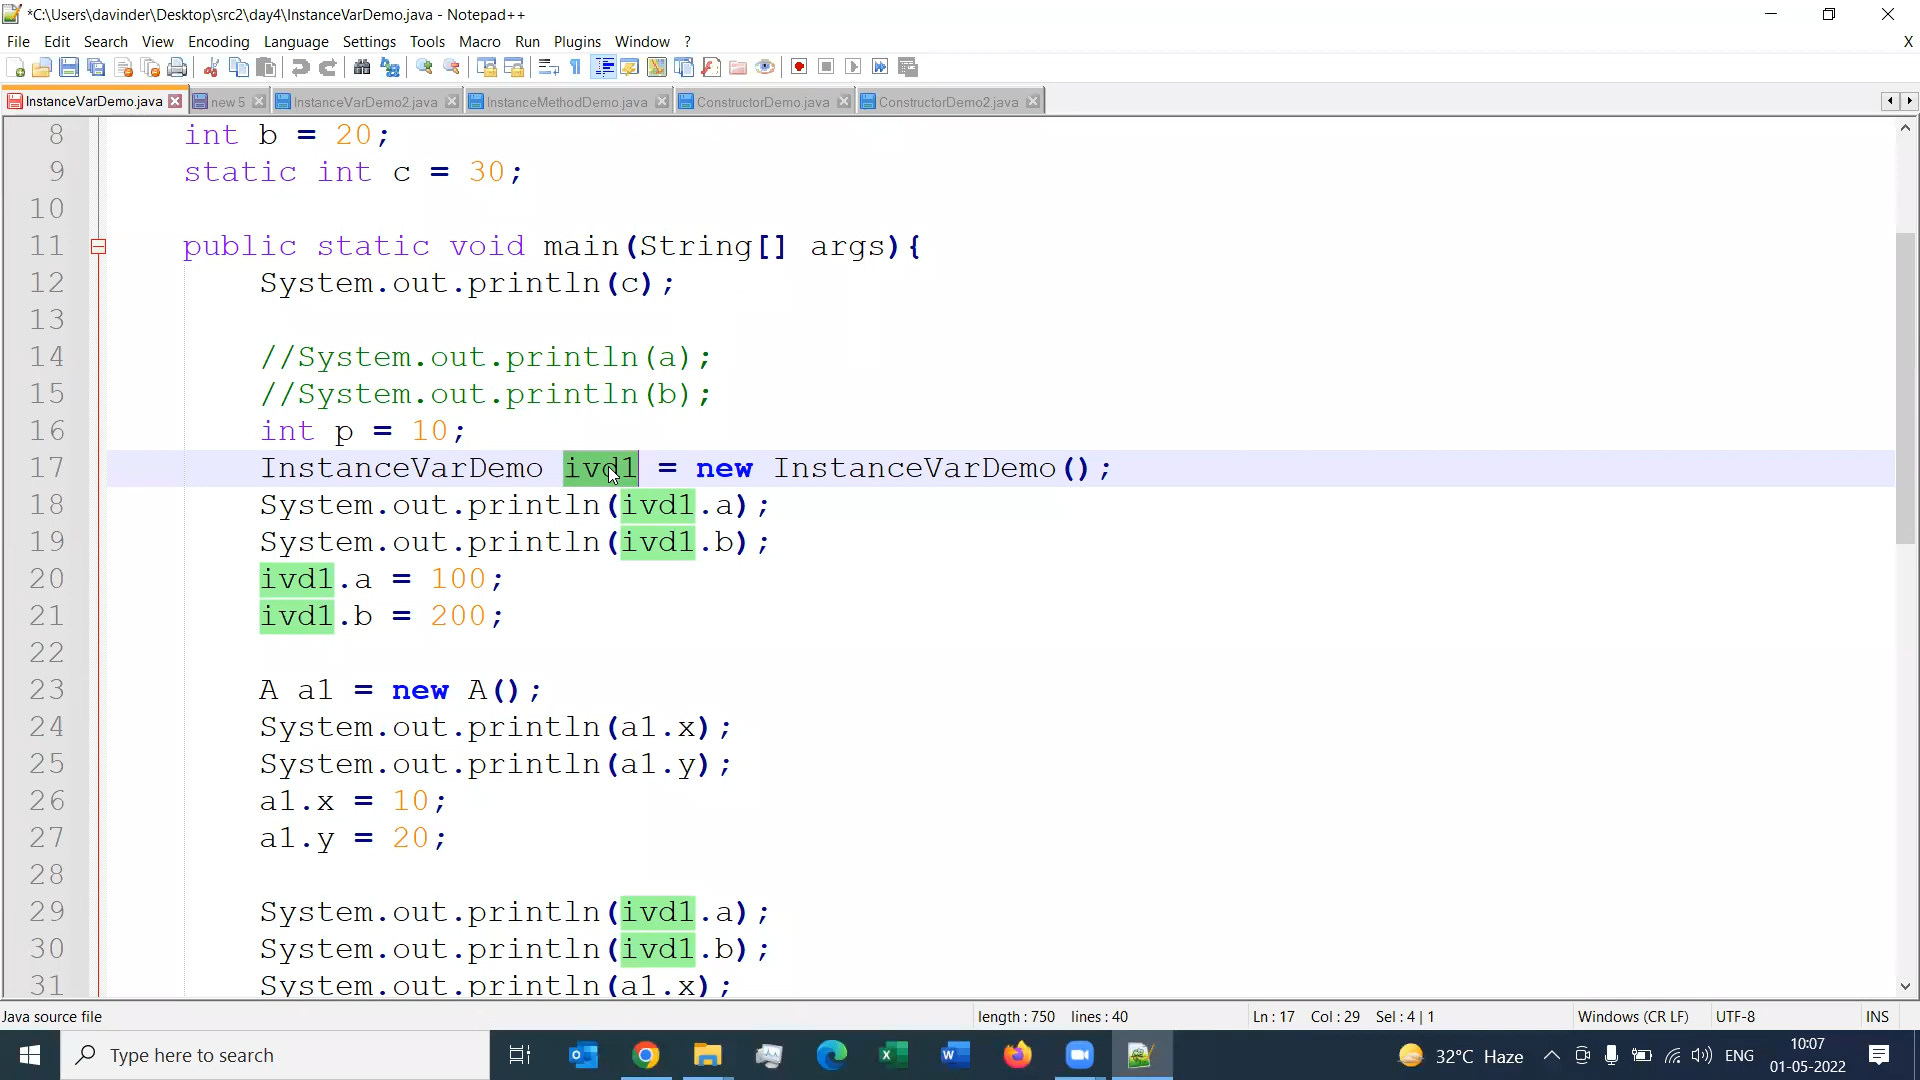 *C:\Users\davinder\Desktop\src2\day4\InstanceVarDemo.java - Notepad++
File Edit Search View Encoding Language Settings Tools Macro Run Plugins Window ? X
InstanceVarDemo.java new 5 InstanceVarDemo2.java InstanceMethodDemo.java ConstructorDemo.java ConstructorDemo2.java
8 int b = 20;
9 static int c = 30;
10
11 public static void main(String[] args){
12 System.out.println(c);
13
14 //System.out.println(a);
15 //System.out.println(b);
16 int p = 10;
17 InstanceVarDemo ivd1 = new InstanceVarDemo();
18 System.out.println(ivd1.a);
19 System.out.println(ivd1.b);
20 ivd1.a = 100;
21 ivd1.b = 200;
22
23 A a1 = new A();
24 System.out.println(a1.x);
25 System.out.println(a1.y);
26 a1.x = 10;
27 a1.y = 20;
28
29 System.out.println(ivd1.a);
30 System.out.println(ivd1.b);
31 System.out.println(a1.x);
Java source file length : 750 lines : 40 Ln : 17 Col : 29 Sel : 4 | 1 Windows (CR LF) UTF-8 INS
Type here to search 32°C Haze ENG 10:07
01-05-2022